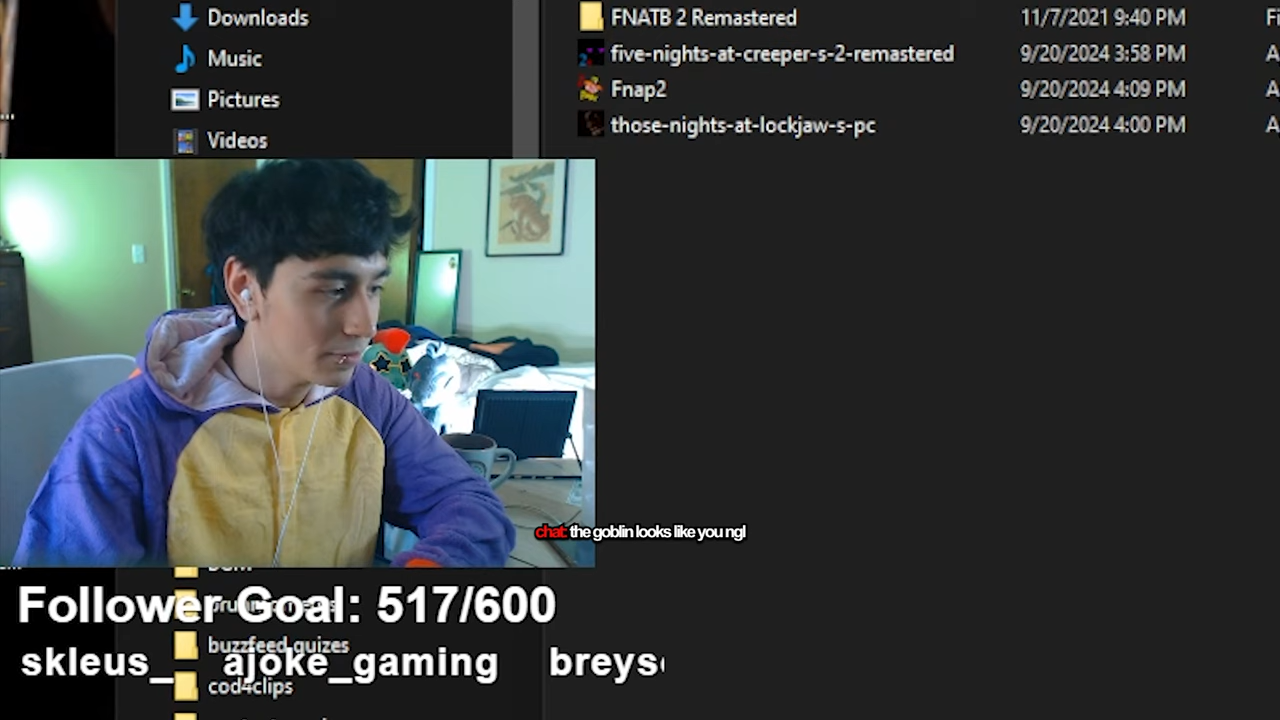 Downloads
Music
Pictures
Videos
FNATB 2 Remastered 11/7/2021 9:40 PM
five-nights-at-creeper-s-2-remastered 9/20/2024 3:58 PM A
Fnap2 9/20/2024 4:09 PM A
those-nights-at-lockjaw-s-pc 9/20/2024 4:00 PM A
chat: the goblin looks like you ngl
Follower Goal: 517/600
buzzfeed quizes
skleus_ ajoke_gaming
cod4clips